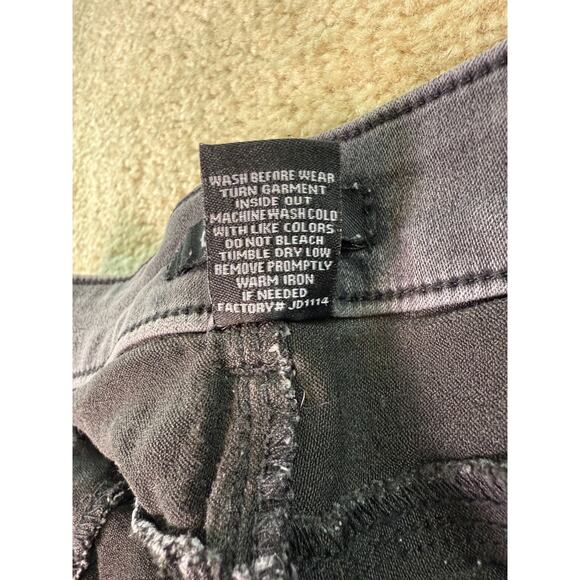 WASH BEFORE WEAR
TURN GARMENT
INSIDE OUT
MACHINE WASH COLD
WITH LIKE COLORS
DO NOT BLEACH
TUMBLE DRY LOW
REMOVE PROMPTLY
WARM IRON
IF NEEDED
FACTORY# JD1114